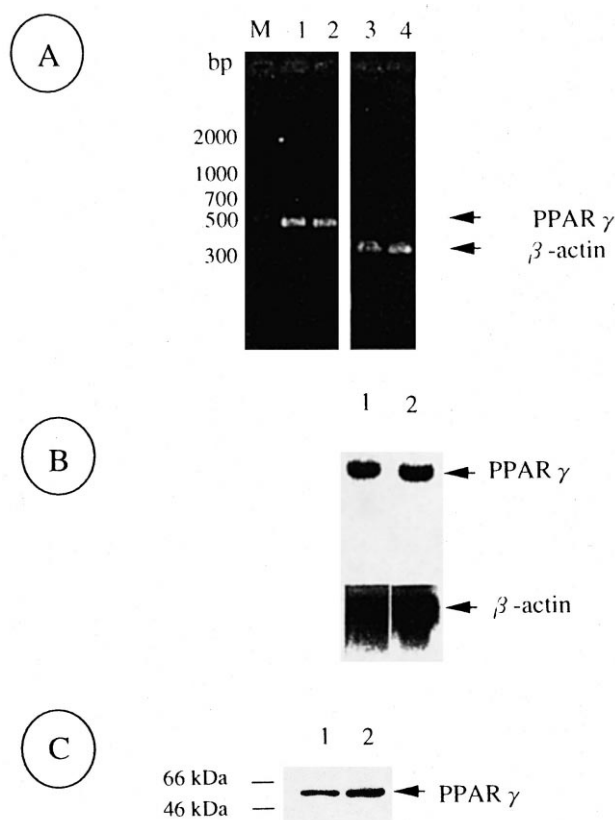 A
M 1 2 3 4
bp
2000
1000
700
500
300
PPAR γ
β-actin
B
1 2
PPAR γ
β-actin
C
1 2
66 kDa
46 kDa
PPAR γ